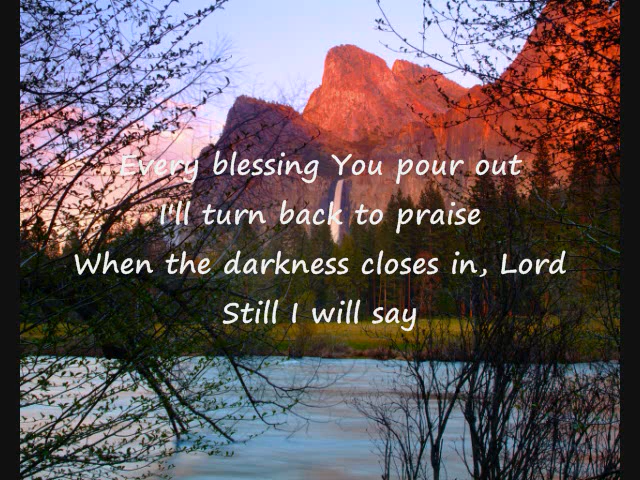 Every blessing You pour out
I'll turn back to praise
When the darkness closes in, Lord
Still I will say